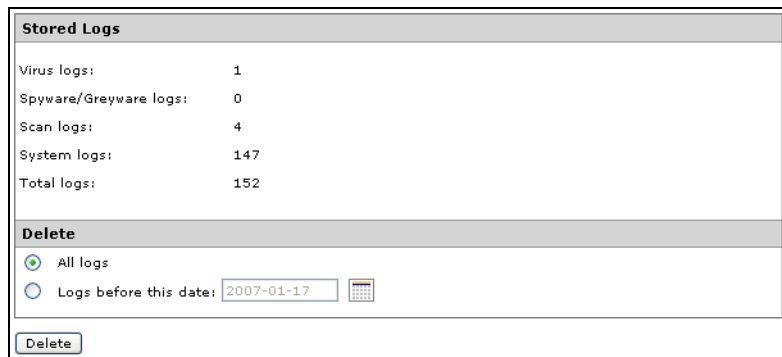 Stored Logs
Virus logs: 1
Spyware/Greyware logs: 0
Scan logs: 4
System logs: 147
Total logs: 152
Delete
All logs
Logs before this date: 2007-01-17
Delete